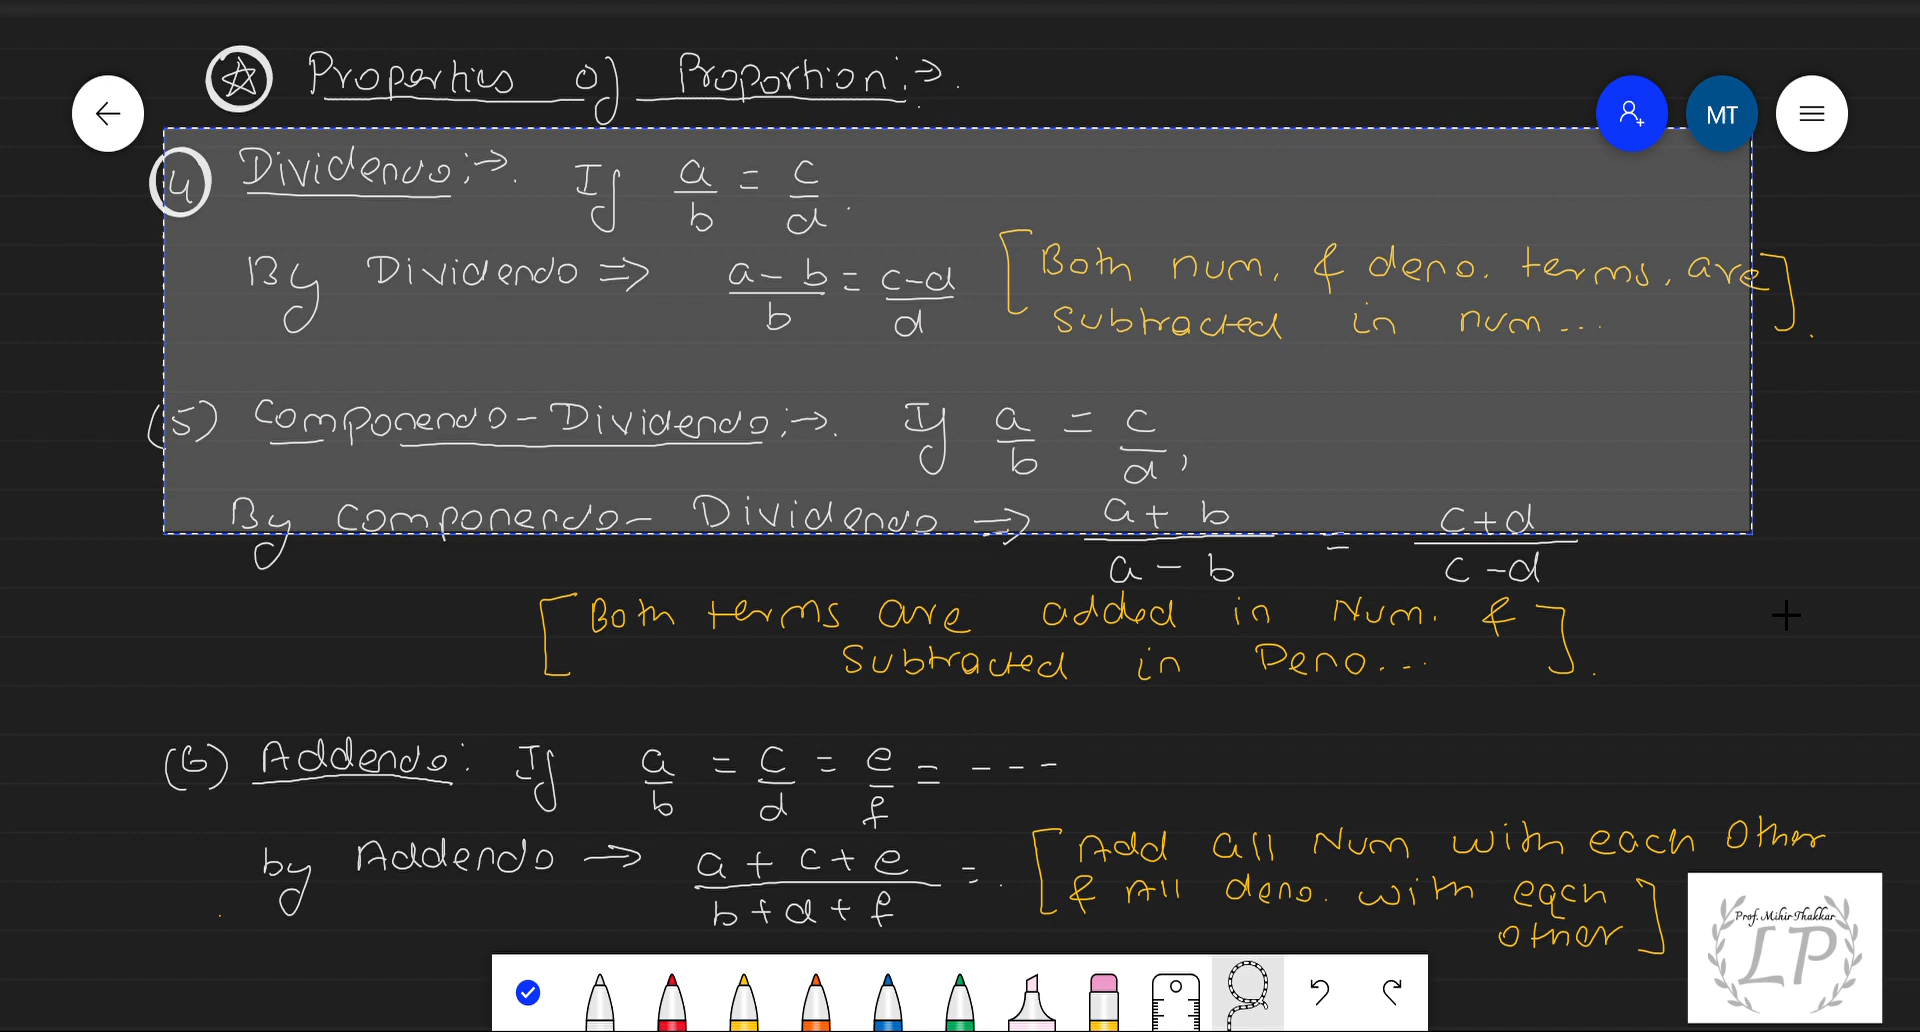 Properties of Proportion :→.
MT
4 Dividendo :→. If a/b = c/d.
By Dividendo ⇒ (a-b)/b = (c-d)/d [Both num. & deno. terms, are
subtracted in num...].
(5) Componendo-Dividendo :→. If a/b = c/d,
By componendo- Dividendo ⇒ (a+b)/(a-b) = (c+d)/(c-d)
[Both terms are added in Num. &
Subtracted in Deno...].
(6) Addendo: If a/b = c/d = e/f = ---
by Addendo → (a+c+e)/(b+d+f) =. [Add all Num with each other
& All deno. with each
other]
Prof. Mihir Thakkar
LP